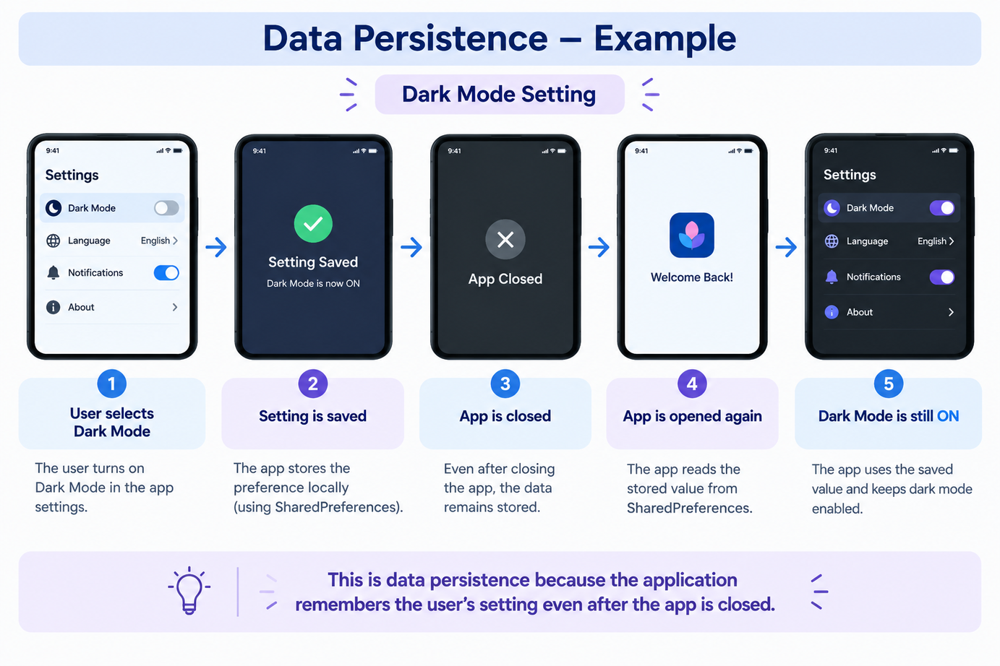 Data Persistence – Example
Dark Mode Setting
9:41
Settings
Dark Mode
Language English
Notifications
About
9:41
Setting Saved
Dark Mode is now ON
9:41
App Closed
9:41
Welcome Back!
9:41
Settings
Dark Mode
Language English
Notifications
About
1
User selects
Dark Mode
The user turns on
Dark Mode in the app
settings.
2
Setting is saved
The app stores the
preference locally
(using SharedPreferences).
3
App is closed
Even after closing
the app, the data
remains stored.
4
App is opened again
The app reads the
stored value from
SharedPreferences.
5
Dark Mode is still ON
The app uses the saved
value and keeps dark mode
enabled.
This is data persistence because the application
remembers the user’s setting even after the app is closed.